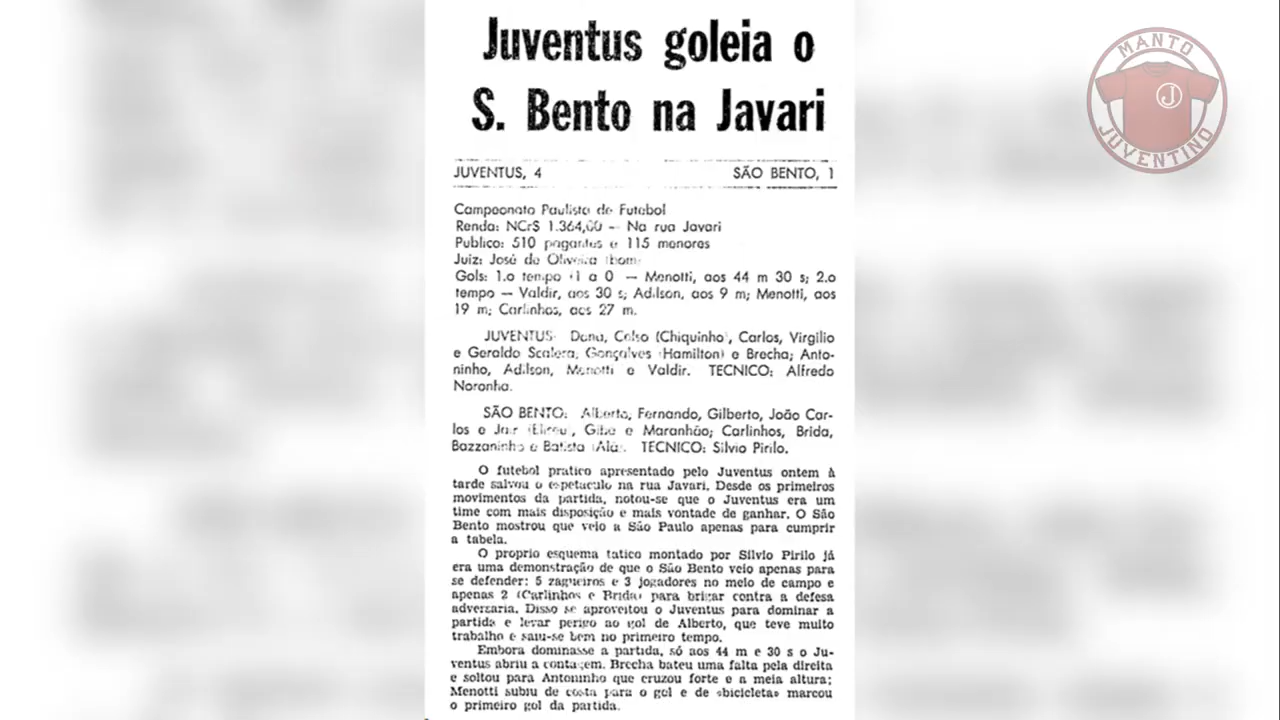 Juventus goleia o
S. Bento na Javari
JUVENTUS, 4 SÃO BENTO, 1
Campeonato Paulista de Futebol
Renda: NCr$ 1.364,00 — Na rua Javari
Publico: 510 pagantes e 115 menores
Juiz: José de Oliveira (bom)
Gols: 1.o tempo (1 a 0) — Menotti, aos 44 m 30 s; 2.o
tempo — Valdir, aos 30 s; Adilson, aos 9 m; Menotti, aos
19 m; Carlinhos, aos 27 m.
JUVENTUS: Celso (Chiquinho), Carlos, Virgilio
e Geraldo Scalera, Gonçalves (Hamilton) e Brecha; Anto-
ninho, Adilson, Menotti e Valdir. TECNICO: Alfredo
Noronha.
SÃO BENTO: Alberto, Fernando, Gilberto, João Car-
los e Giba e Maranhão; Carlinhos, Brida,
Bazzaninho e Batista TECNICO: Silvio Pirilo.
O futebol pratico apresentado pelo Juventus ontem à
tarde salvou o espetaculo na rua Javari. Desde os primeiros
movimentos da partida, notou-se que o Juventus era um
time com mais disposição e mais vontade de ganhar. O São
Bento mostrou que veio a São Paulo apenas para cumprir
a tabela.
O proprio esquema tatico montado por Silvio Pirilo já
era uma demonstração de que o São Bento veio apenas para
se defender: 5 zagueiros e 3 jogadores no meio de campo e
apenas 2 (Carlinhos e Brida) para brigar contra a defesa
adversaria. Disso se aproveitou o Juventus para dominar a
partida e levar perigo ao gol de Alberto, que teve muito
trabalho e saiu-se bem no primeiro tempo.
Embora dominasse a partida, só aos 44 m e 30 s o Ju-
ventus abriu a contagem. Brecha bateu uma falta pela direita
e soltou para Antoninho que cruzou forte e a meia altura;
Menotti subiu de costa para o gol e de «bicicleta» marcou
o primeiro gol da partida.
MANTO
J
JUVENTINO